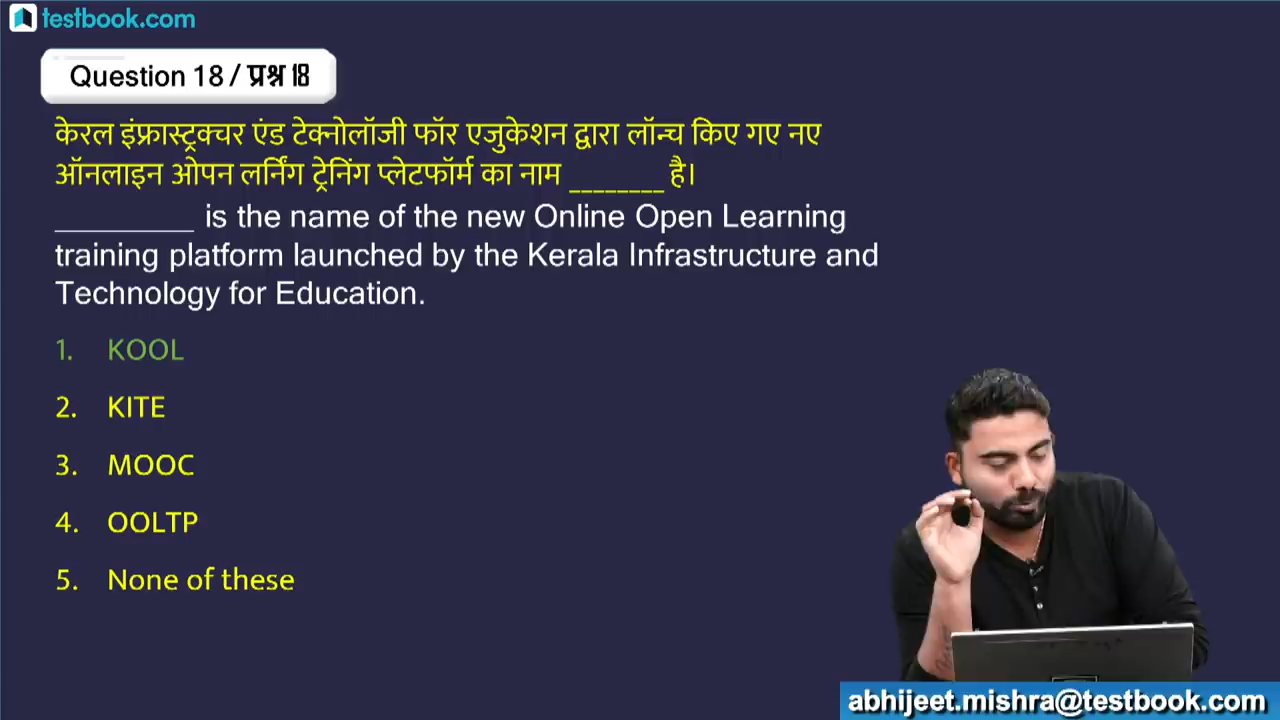 testbook.com
Question 18 / प्रश्न 18
केरल इंफ्रास्ट्रक्चर एंड टेक्नोलॉजी फॉर एजुकेशन द्वारा लॉन्च किए गए नए
ऑनलाइन ओपन लर्निंग ट्रेनिंग प्लेटफॉर्म का नाम ________ है।
________ is the name of the new Online Open Learning
training platform launched by the Kerala Infrastructure and
Technology for Education.
1. KOOL
2. KITE
3. MOOC
4. OOLTP
5. None of these
abhijeet.mishra@testbook.com